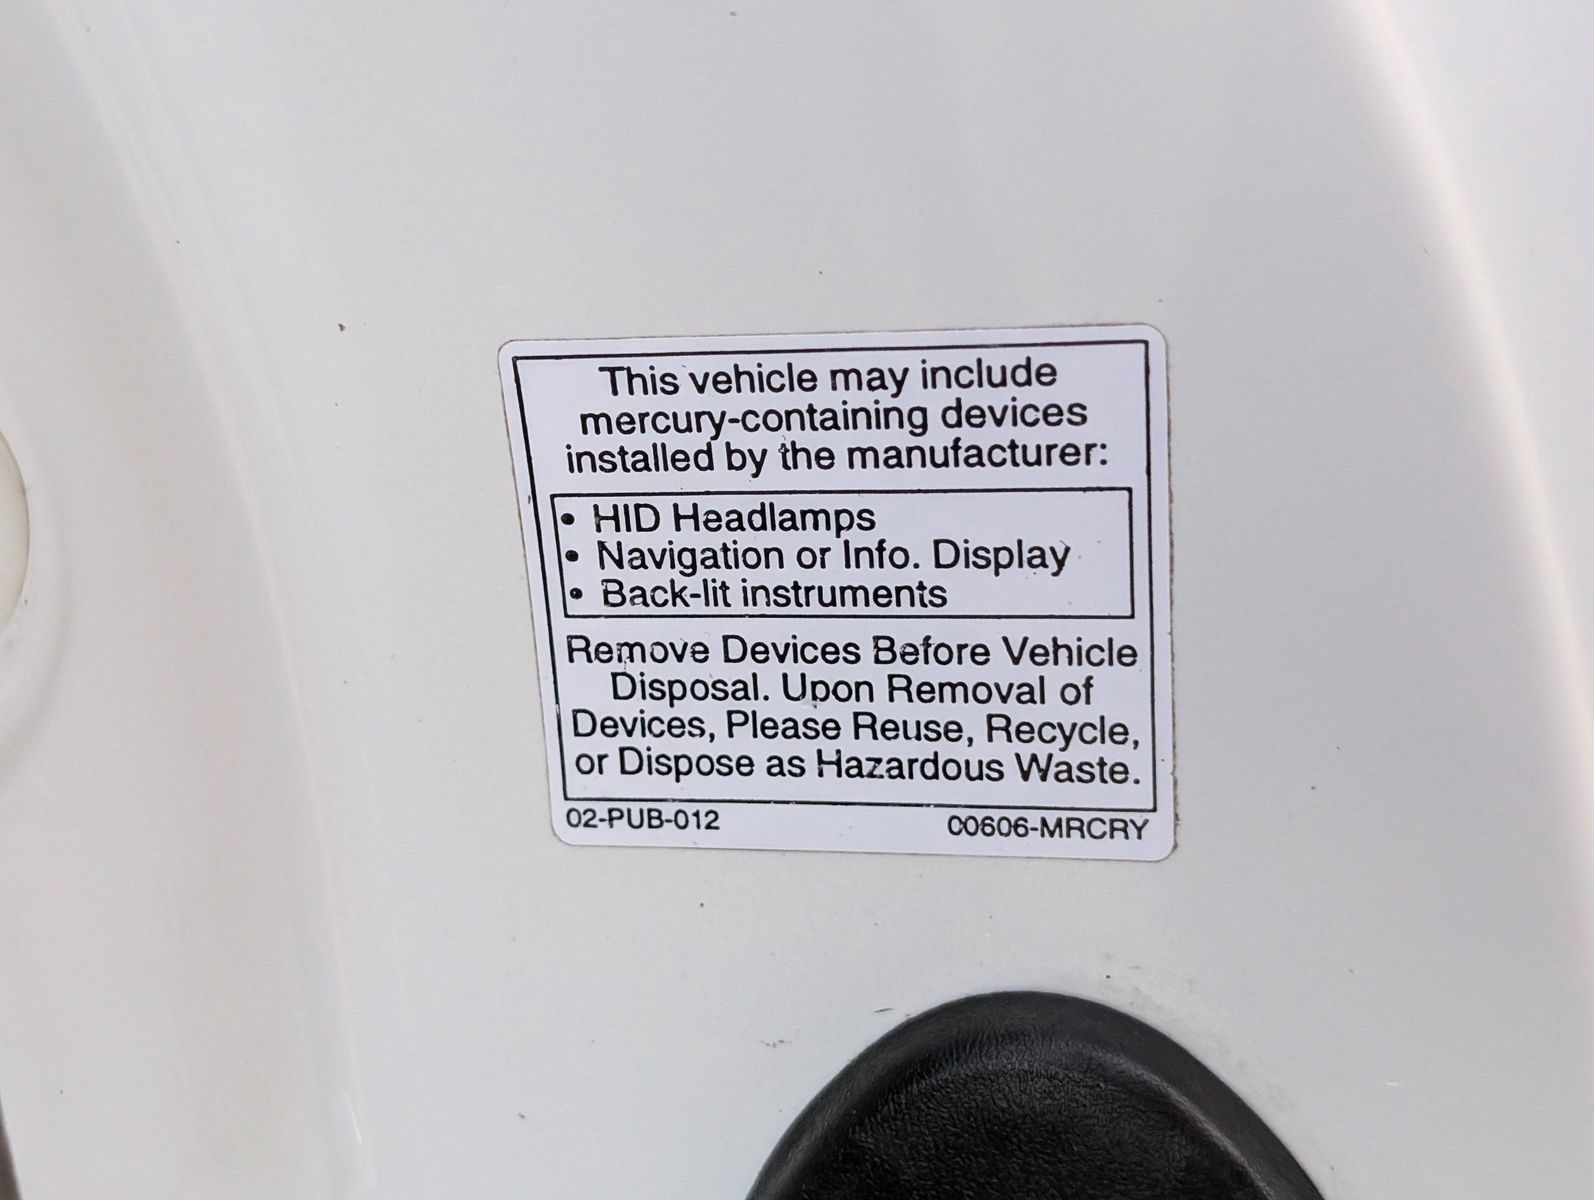 This vehicle may include
mercury-containing devices
installed by the manufacturer:
• HID Headlamps
• Navigation or Info. Display
• Back-lit instruments
Remove Devices Before Vehicle
Disposal. Upon Removal of
Devices, Please Reuse, Recycle,
or Dispose as Hazardous Waste.
02-PUB-012 00606-MRCRY